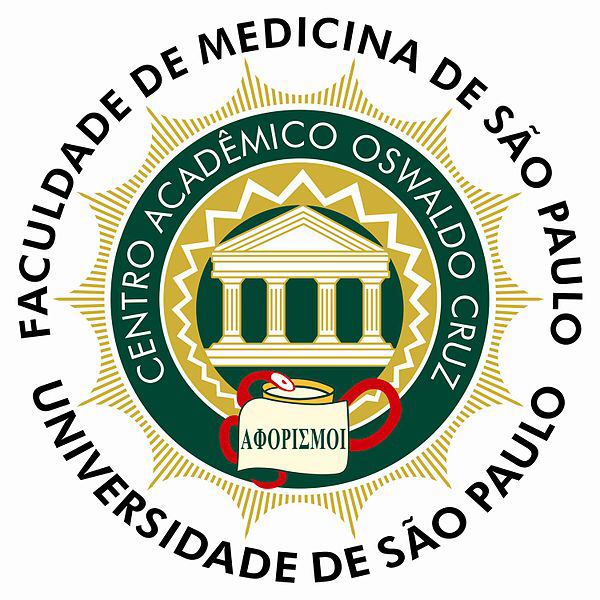 FACULDADE DE MEDICINA DE SÃO PAULO
CENTRO ACADÊMICO OSWALDO CRUZ
ΑΦΟΡΙΣΜΟΙ
UNIVERSIDADE DE SÃO PAULO